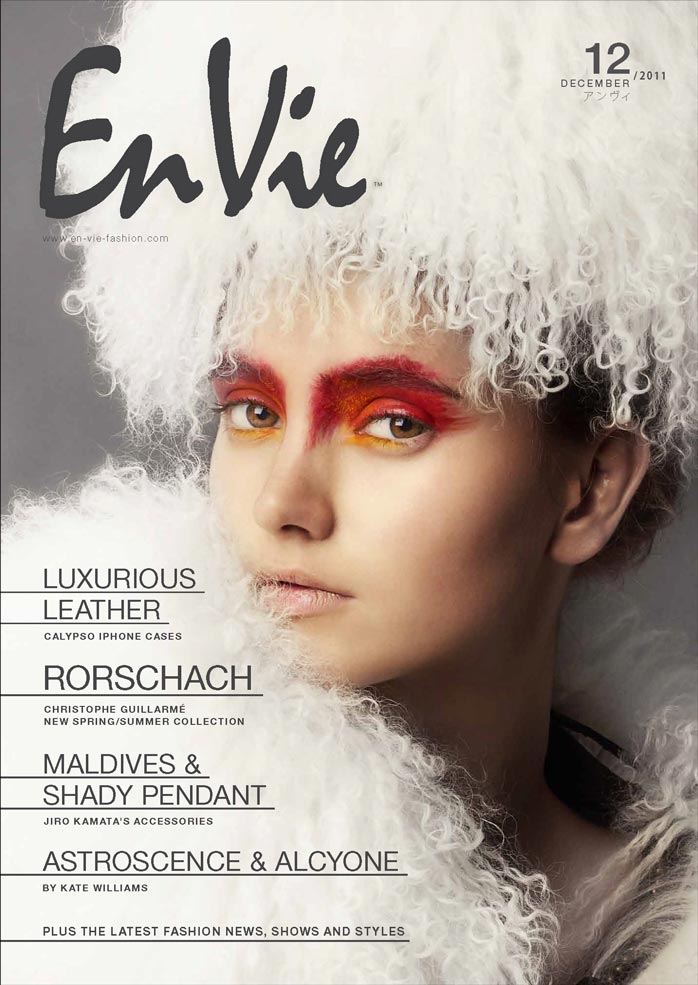 En Vie™
12
/2011
DECEMBER
アンヴィ
www.en-vie-fashion.com
LUXURIOUS
LEATHER
CALYPSO IPHONE CASES
RORSCHACH
CHRISTOPHE GUILLARMÉ
NEW SPRING/SUMMER COLLECTION
MALDIVES &
SHADY PENDANT
JIRO KAMATA'S ACCESSORIES
ASTROSCENCE & ALCYONE
BY KATE WILLIAMS
PLUS THE LATEST FASHION NEWS, SHOWS AND STYLES